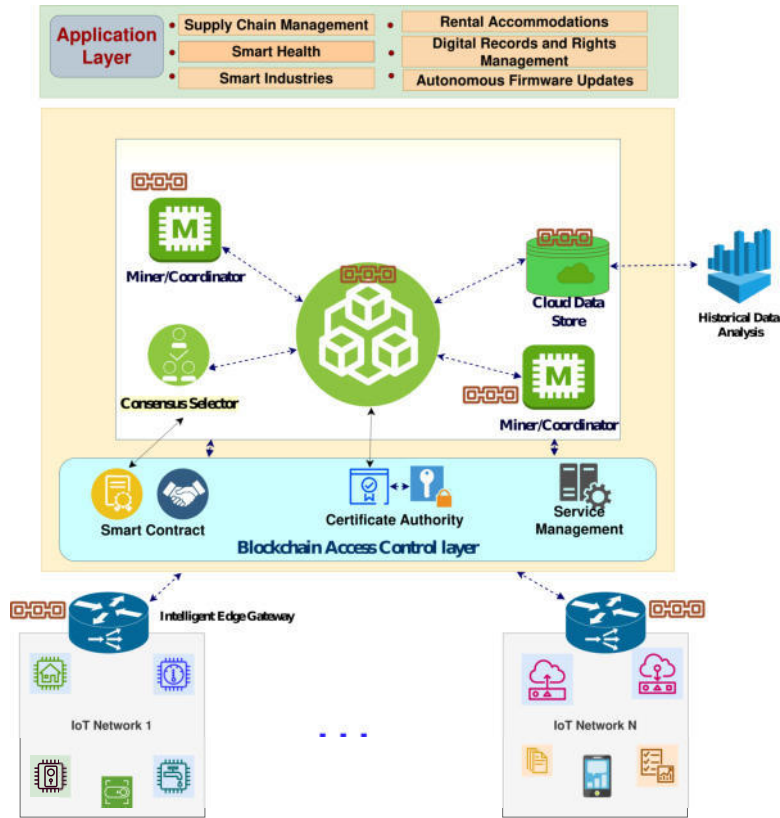 Application
Layer
Supply Chain Management
Smart Health
Smart Industries
Rental Accommodations
Digital Records and Rights
Management
Autonomous Firmware Updates
M
Miner/Coordinator
Cloud Data
Store
Historical Data
Analysis
Consensus Selector
M
Miner/Coordinator
Smart Contract
Certificate Authority
Service
Management
Blockchain Access Control layer
Intelligent Edge Gateway
IoT Network 1
. . .
IoT Network N